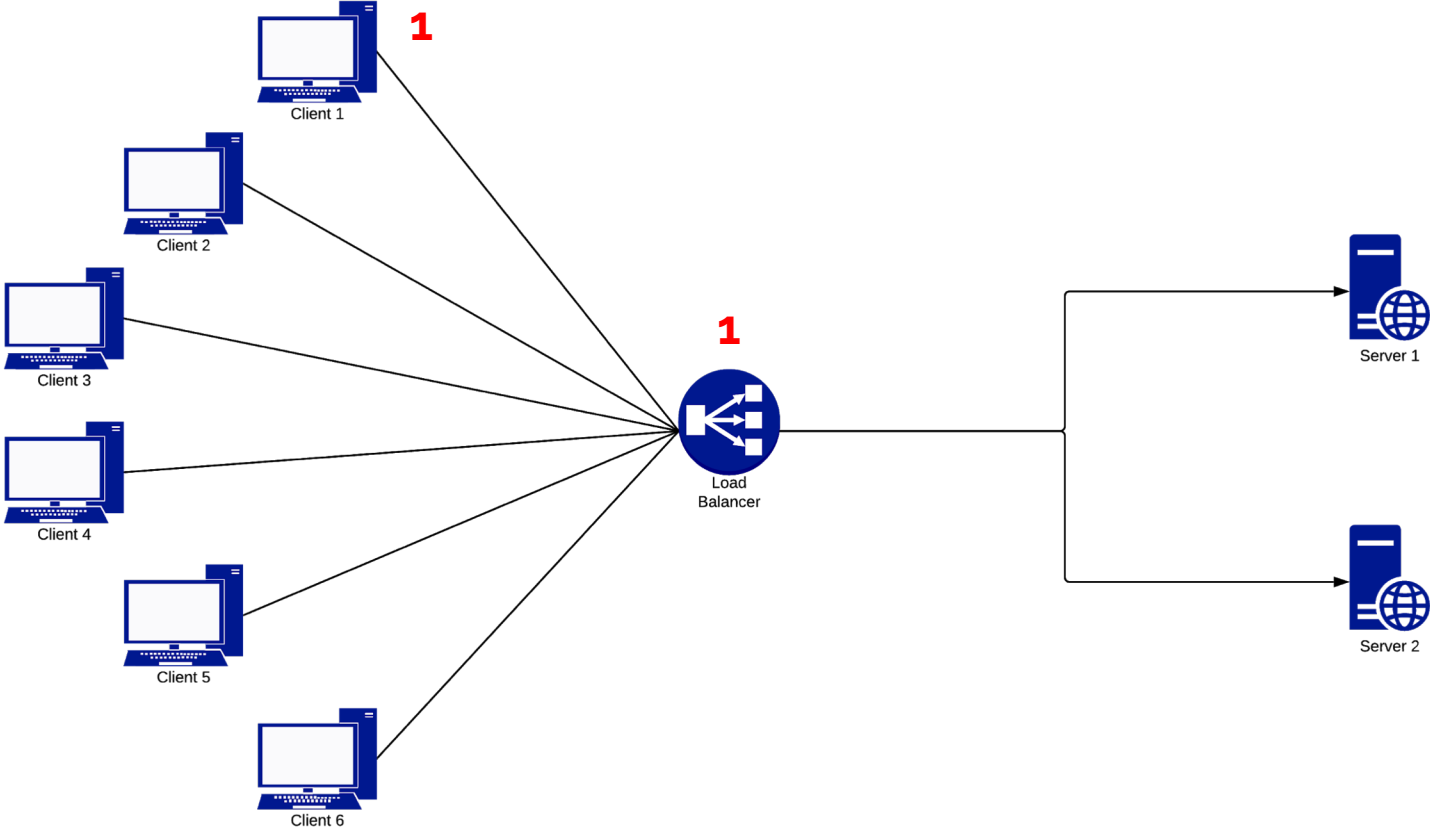 1
Client 1
Client 2
Client 3
Client 4
Client 5
Client 6
1
Load
Balancer
Server 1
Server 2